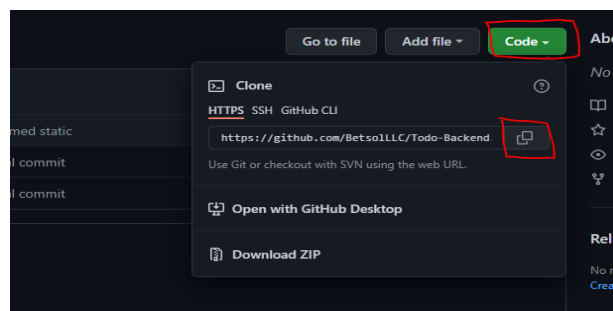 Go to file Add file Code Abo
Clone
No
HTTPS SSH GitHub CLI
med static
https://github.com/BetsolLLC/Todo-Backend.
l commit
Use Git or checkout with SVN using the web URL.
l commit
Open with GitHub Desktop
Rel
Download ZIP
No r
Crea